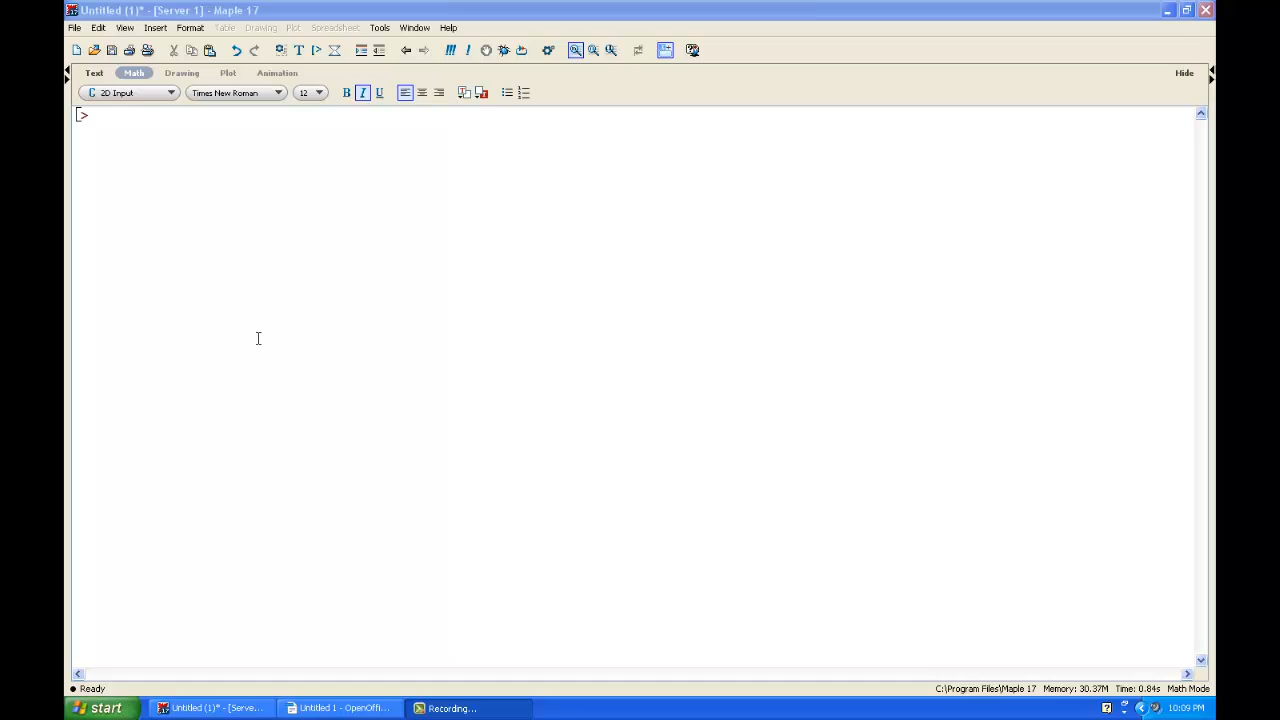 Untitled (1)* - [Server 1] - Maple 17
File Edit View Insert Format Table Drawing Plot Spreadsheet Tools Window Help
Text Math Drawing Plot Animation Hide
C 2D Input Times New Roman 12 B I U
>
Ready C:\Program Files\Maple 17 Memory: 30.37M Time: 0.84s Math Mode
start Untitled (1)* - [Serve... Untitled 1 - OpenOffi... Recording... 10:09 PM